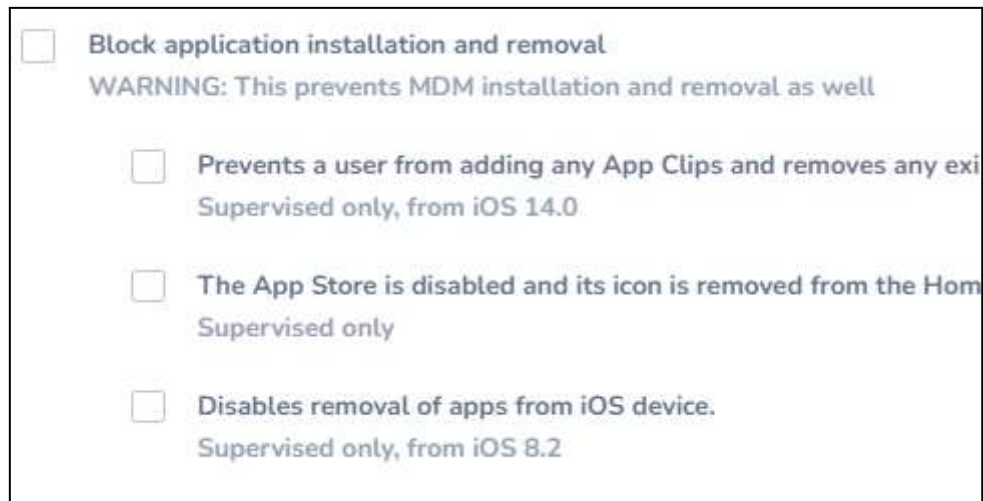 Block application installation and removal
WARNING: This prevents MDM installation and removal as well
Prevents a user from adding any App Clips and removes any exi
Supervised only, from iOS 14.0
The App Store is disabled and its icon is removed from the Hom
Supervised only
Disables removal of apps from iOS device.
Supervised only, from iOS 8.2